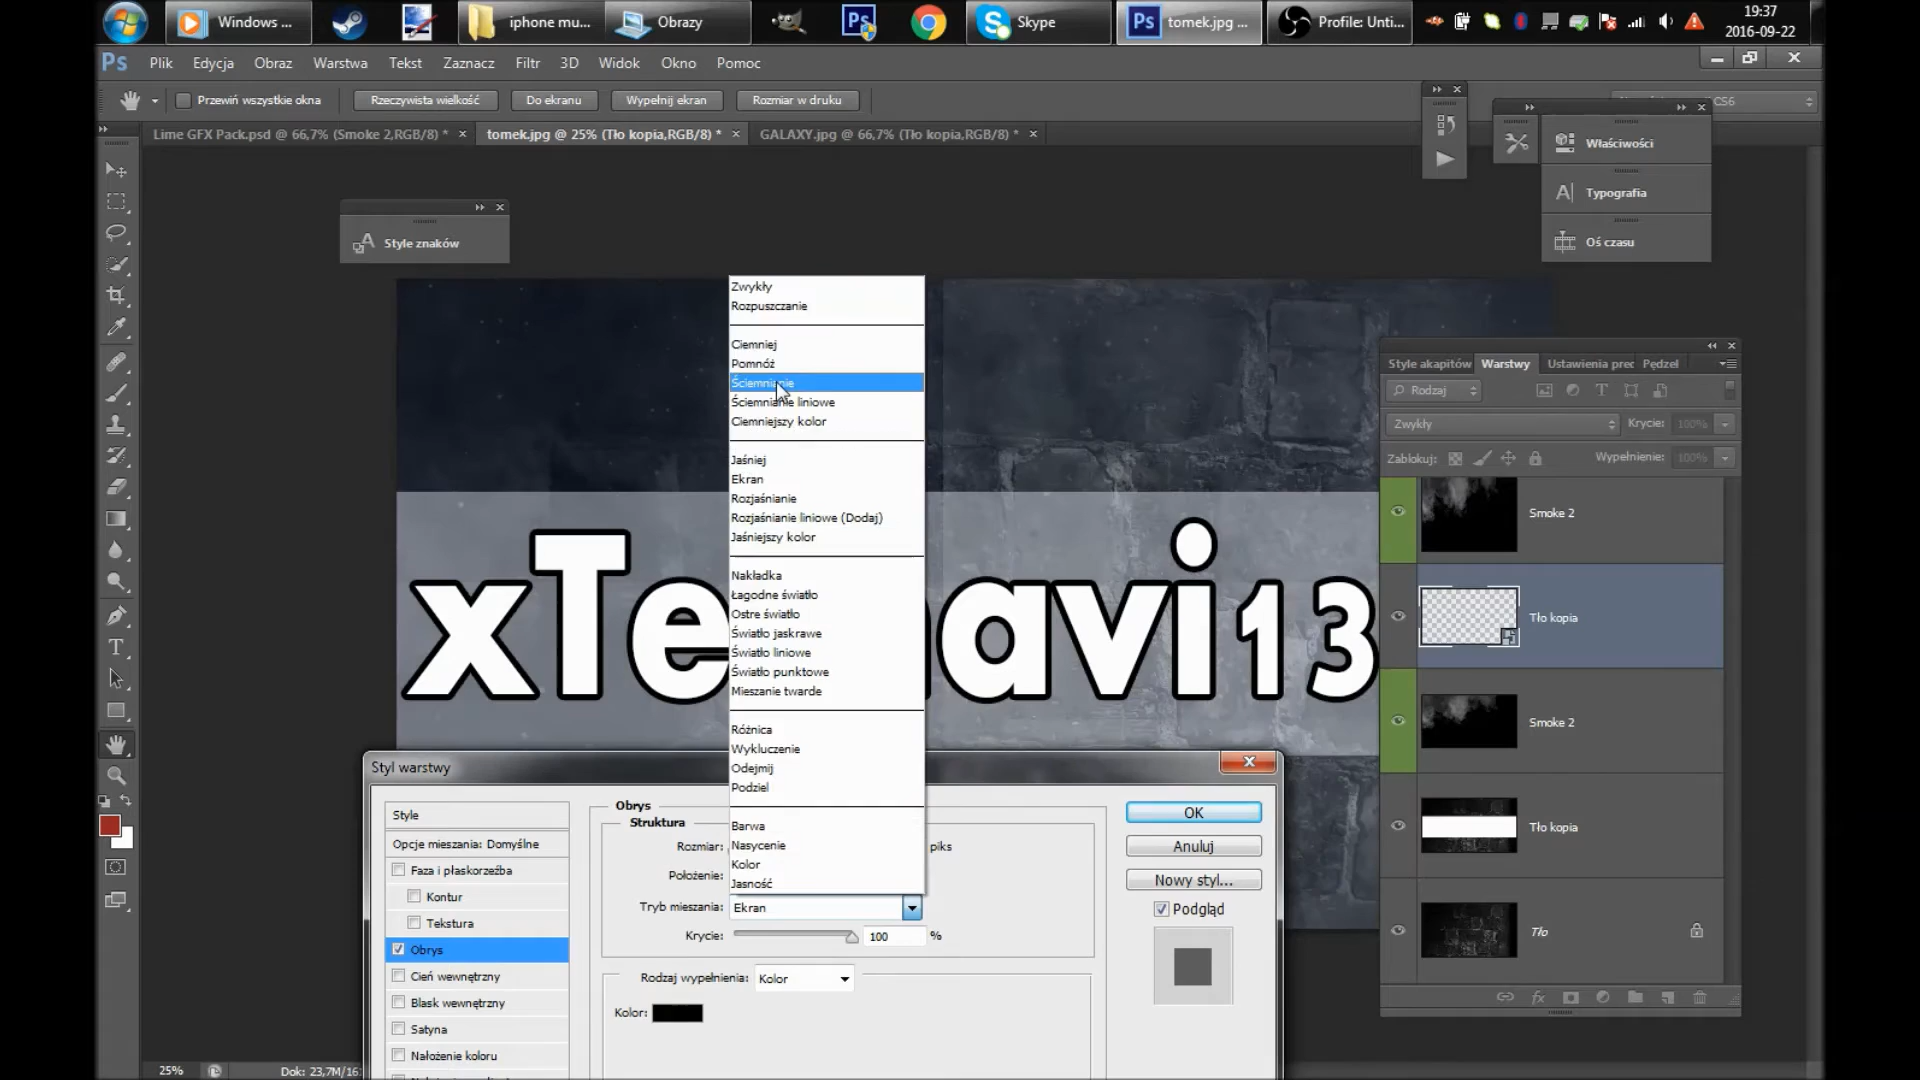 Windows ...
iphone mu...
Obrazy
Ps
Skype
Ps
tomek.jpg ...
Profile: Unti...
19:37
2016-09-22
Ps
Plik
Edycja
Obraz
Warstwa
Tekst
Zaznacz
Filtr
3D
Widok
Okno
Pomoc
Przewiń wszystkie okna
Rzeczywista wielkość
Do ekranu
Wypełnij ekran
Rozmiar w druku
CS6
Lime GFX Pack.psd @ 66,7% (Smoke 2,RGB/8) *
tomek.jpg @ 25% (Tło kopia,RGB/8) *
GALAXY.jpg @ 66,7% (Tło kopia,RGB/8) *
Właściwości
Typografia
Oś czasu
Style znaków
Zwykły
Rozpuszczanie
Ciemniej
Pomnóż
Ściemnianie
Ściemnianie liniowe
Ciemniejszy kolor
Jaśniej
Ekran
Rozjaśnianie
Rozjaśnianie liniowe (Dodaj)
Jaśniejszy kolor
Nakładka
Łagodne światło
Ostre światło
Światło jaskrawe
Światło liniowe
Światło punktowe
Mieszanie twarde
Różnica
Wykluczenie
Odejmij
Podziel
Barwa
Nasycenie
Kolor
Jasność
xTe
avi13
Style akapitów
Warstwy
Ustawienia prec
Pędzel
Rodzaj
Zwykły
Krycie:
100%
Zablokuj:
Wypełnienie:
100%
Smoke 2
Tło kopia
Smoke 2
Tło kopia
Tło
Styl warstwy
Style
Opcje mieszania: Domyślne
Faza i płaskorzeźba
Kontur
Tekstura
Obrys
Cień wewnętrzny
Blask wewnętrzny
Satyna
Nałożenie koloru
Obrys
Struktura
Rozmiar:
piks
Położenie:
Tryb mieszania:
Ekran
Krycie:
100
%
Rodzaj wypełnienia:
Kolor
Kolor:
OK
Anuluj
Nowy styl...
Podgląd
25%
Dok: 23,7M/16